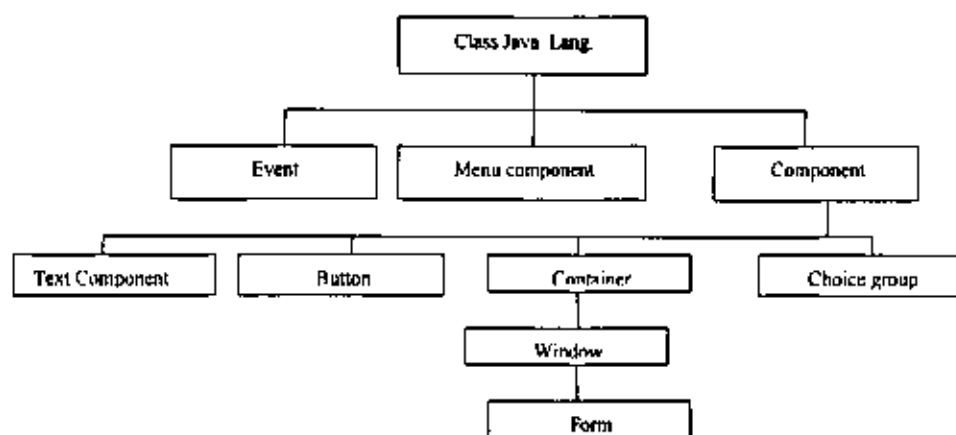 Class Java Lang.
Event
Menu component
Component
Text Component
Button
Container
Choice group
Window
Form